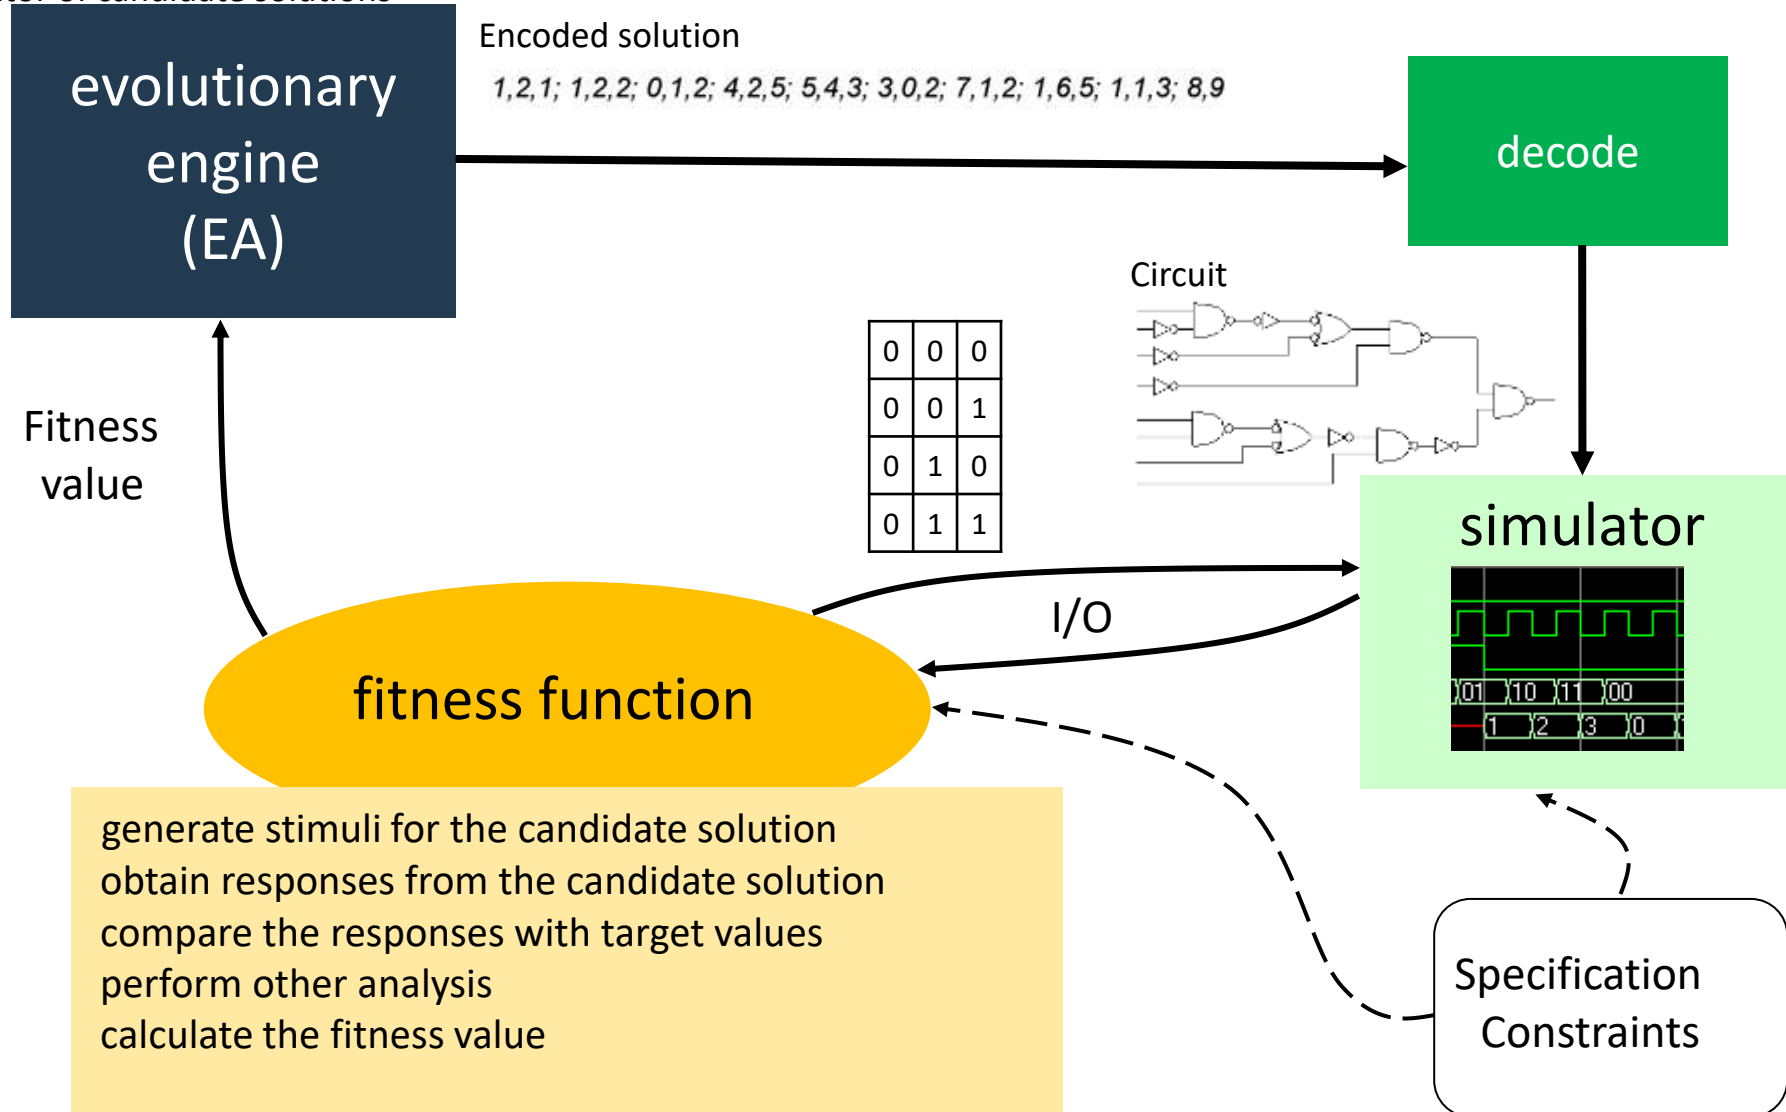 of candidate solutions
evolutionary
engine
(EA)
Encoded solution
1,2,1; 1,2,2; 0,1,2; 4,2,5; 5,4,3; 3,0,2; 7,1,2; 1,6,5; 1,1,3; 8,9
decode
Circuit
0 0 0
0 0 1
0 1 0
0 1 1
Fitness
value
simulator
01 10 11 00
1 2 3 0
I/O
fitness function
generate stimuli for the candidate solution
obtain responses from the candidate solution
compare the responses with target values
perform other analysis
calculate the fitness value
Specification
Constraints